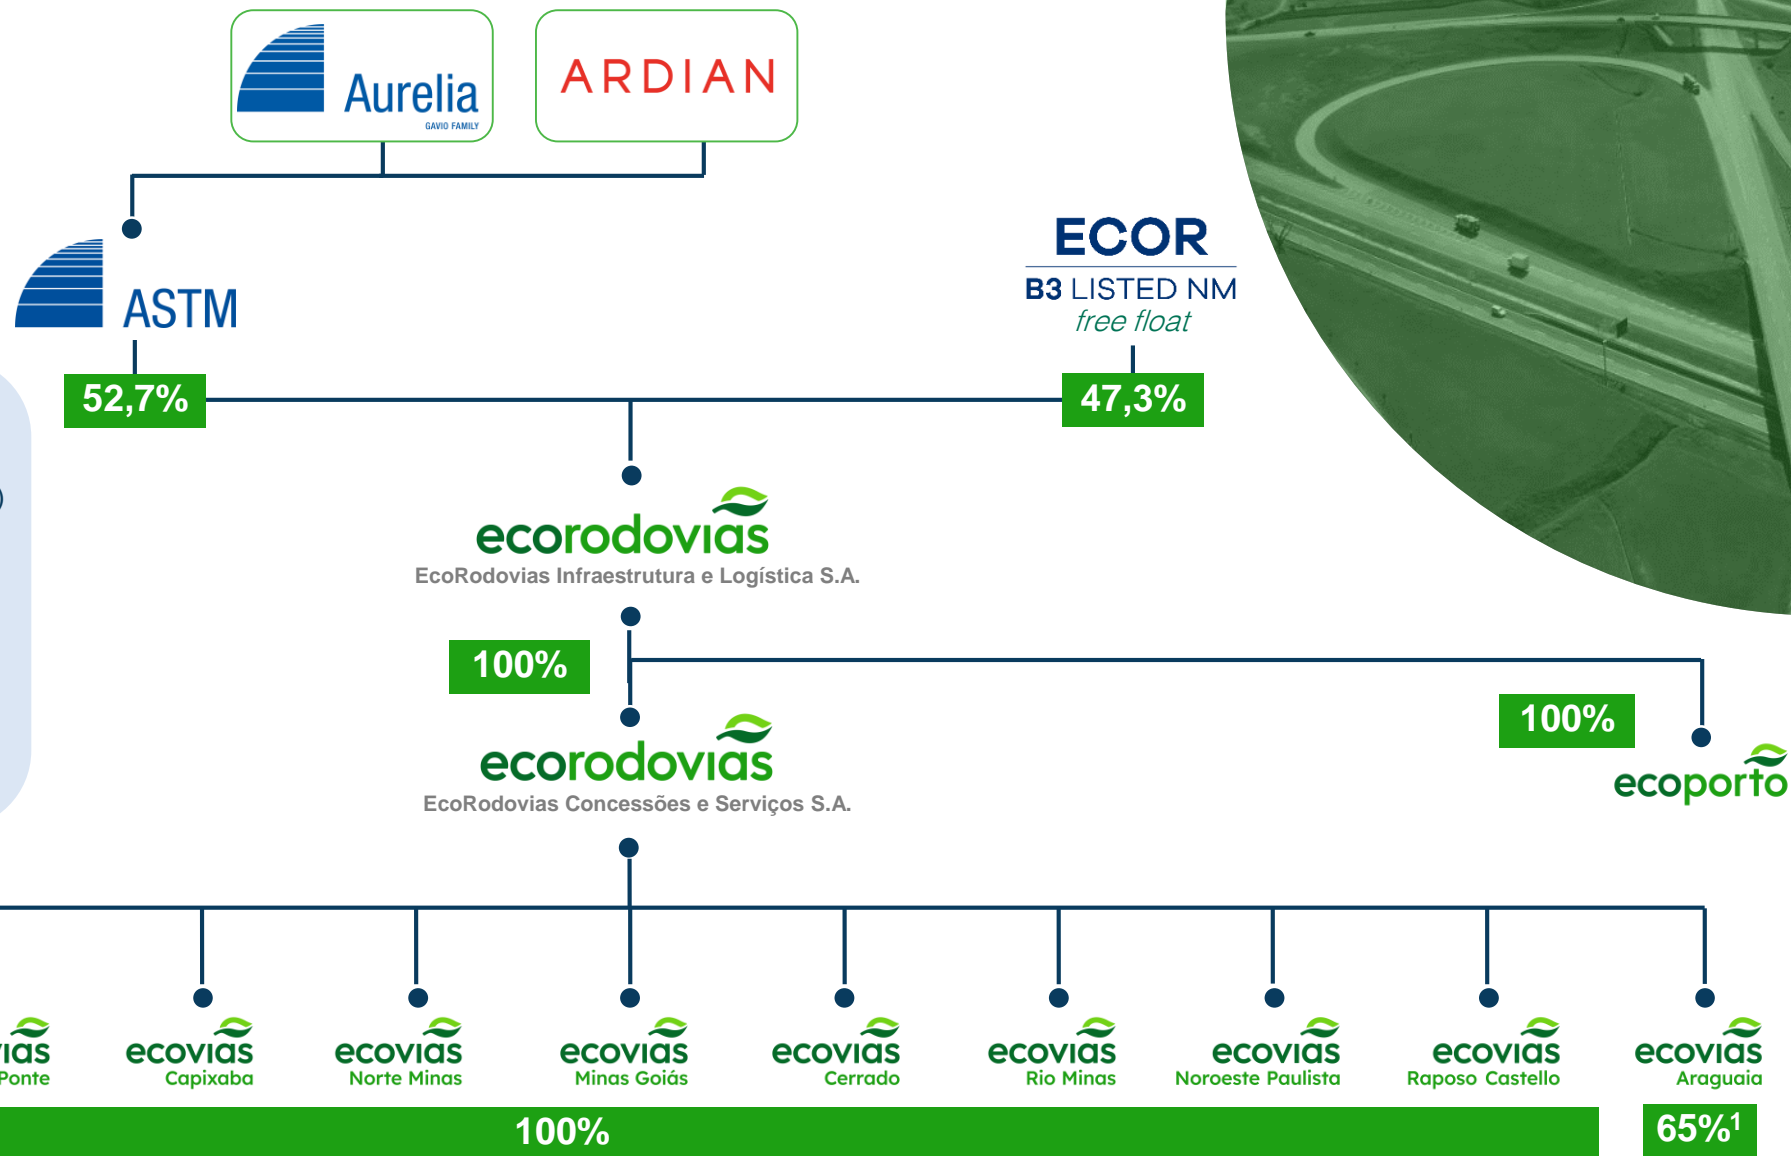 Aurelia
GAVIO FAMILY
ARDIAN
ASTM
ECOR
B3 LISTED NM
free float
52,7%
47,3%
ecorodovias
EcoRodovias Infraestrutura e Logística S.A.
100%
100%
ecorodovias
EcoRodovias Concessões e Serviços S.A.
ecoporto
Ponte
ecovias
Capixaba
ecovias
Norte Minas
ecovias
Minas Goiás
ecovias
Cerrado
ecovias
Rio Minas
ecovias
Noroeste Paulista
ecovias
Raposo Castello
ecovias
Araguaia
100%
65%¹